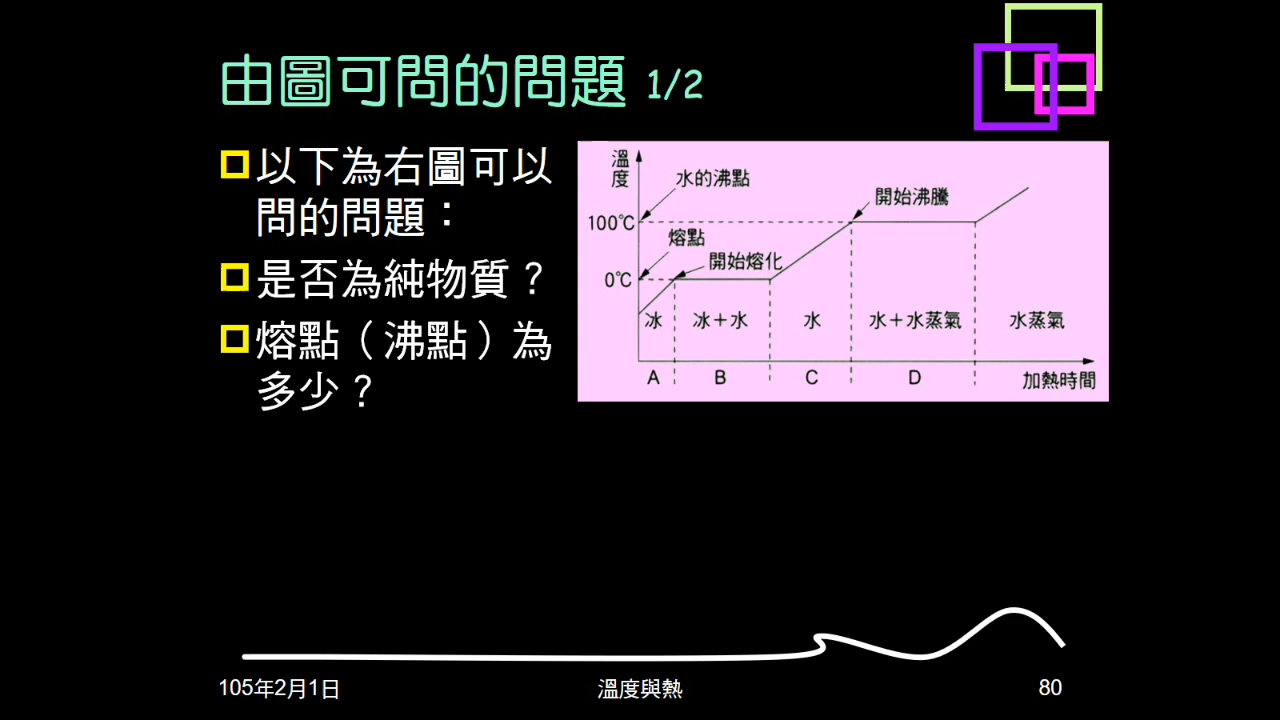 由圖可問的問題 1/2
以下為右圖可以
問的問題：
是否為純物質？
熔點（沸點）為
多少？
溫度
水的沸點
開始沸騰
100℃
熔點
開始熔化
0℃
冰
冰＋水
水
水＋水蒸氣
水蒸氣
A
B
C
D
加熱時間
105年2月1日
溫度與熱
80